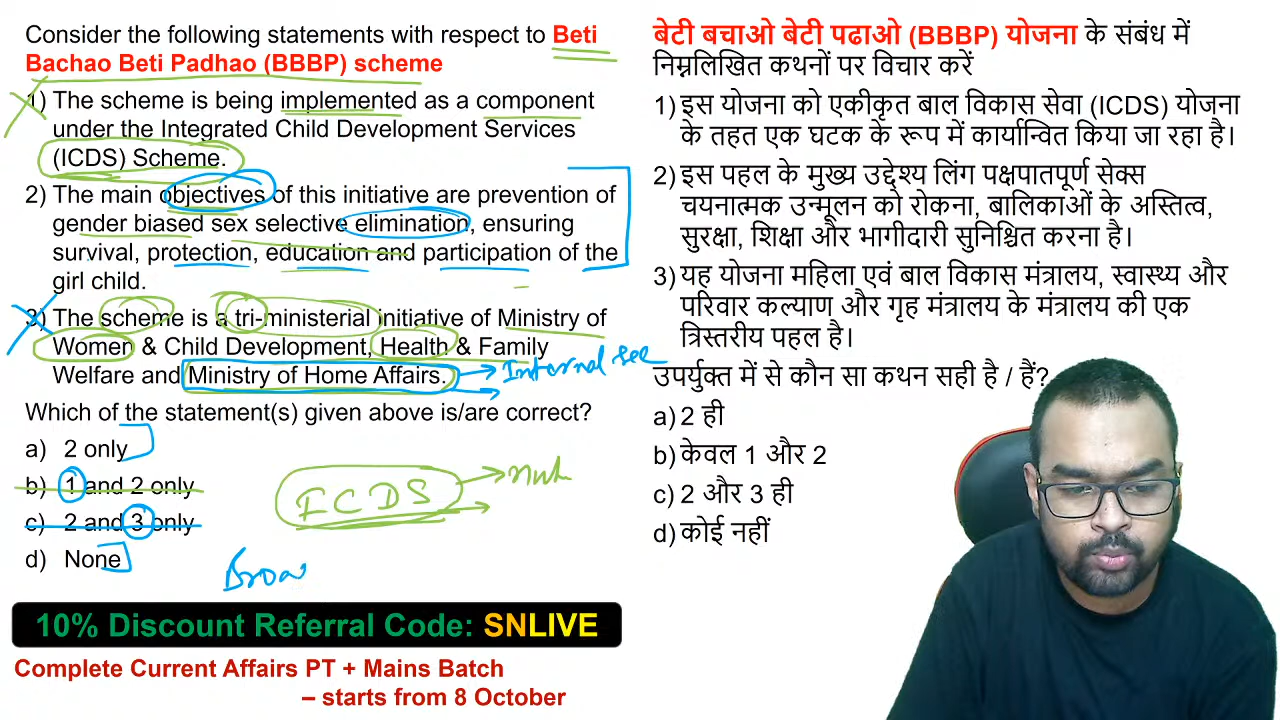 Consider the following statements with respect to Beti
Bachao Beti Padhao (BBBP) scheme
1) The scheme is being implemented as a component
under the Integrated Child Development Services
(ICDS) Scheme.
2) The main objectives of this initiative are prevention of
gender biased sex selective elimination, ensuring
survival, protection, education and participation of the
girl child.
3) The scheme is a tri-ministerial initiative of Ministry of
Women & Child Development, Health & Family
Welfare and Ministry of Home Affairs.
Internal See
Which of the statement(s) given above is/are correct?
a) 2 only
b) 1 and 2 only
c) 2 and 3 only
d) None
ICDS
Broa
10% Discount Referral Code: SNLIVE
Complete Current Affairs PT + Mains Batch
– starts from 8 October
बेटी बचाओ बेटी पढाओ (BBBP) योजना के संबंध में
निम्नलिखित कथनों पर विचार करें
1) इस योजना को एकीकृत बाल विकास सेवा (ICDS) योजना
के तहत एक घटक के रूप में कार्यान्वित किया जा रहा है।
2) इस पहल के मुख्य उद्देश्य लिंग पक्षपातपूर्ण सेक्स
चयनात्मक उन्मूलन को रोकना, बालिकाओं के अस्तित्व,
सुरक्षा, शिक्षा और भागीदारी सुनिश्चित करना है।
3) यह योजना महिला एवं बाल विकास मंत्रालय, स्वास्थ्य और
परिवार कल्याण और गृह मंत्रालय के मंत्रालय की एक
त्रिस्तरीय पहल है।
उपर्युक्त में से कौन सा कथन सही है / हैं?
a) 2 ही
b) केवल 1 और 2
c) 2 और 3 ही
d) कोई नहीं